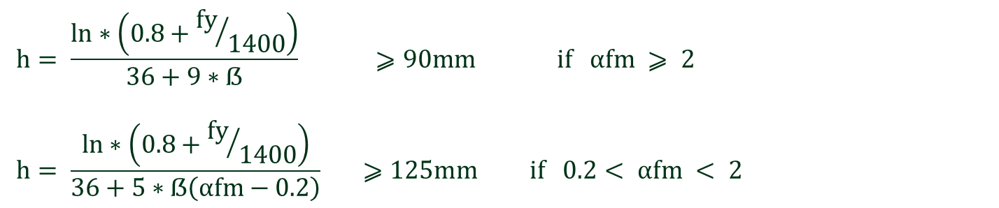 h = ln * (0.8 + fy/1400) / 36 + 9 * ß ⩾ 90mm if αfm ⩾ 2
h = ln * (0.8 + fy/1400) / 36 + 5 * ß(αfm − 0.2) ⩾ 125mm if 0.2 < αfm < 2